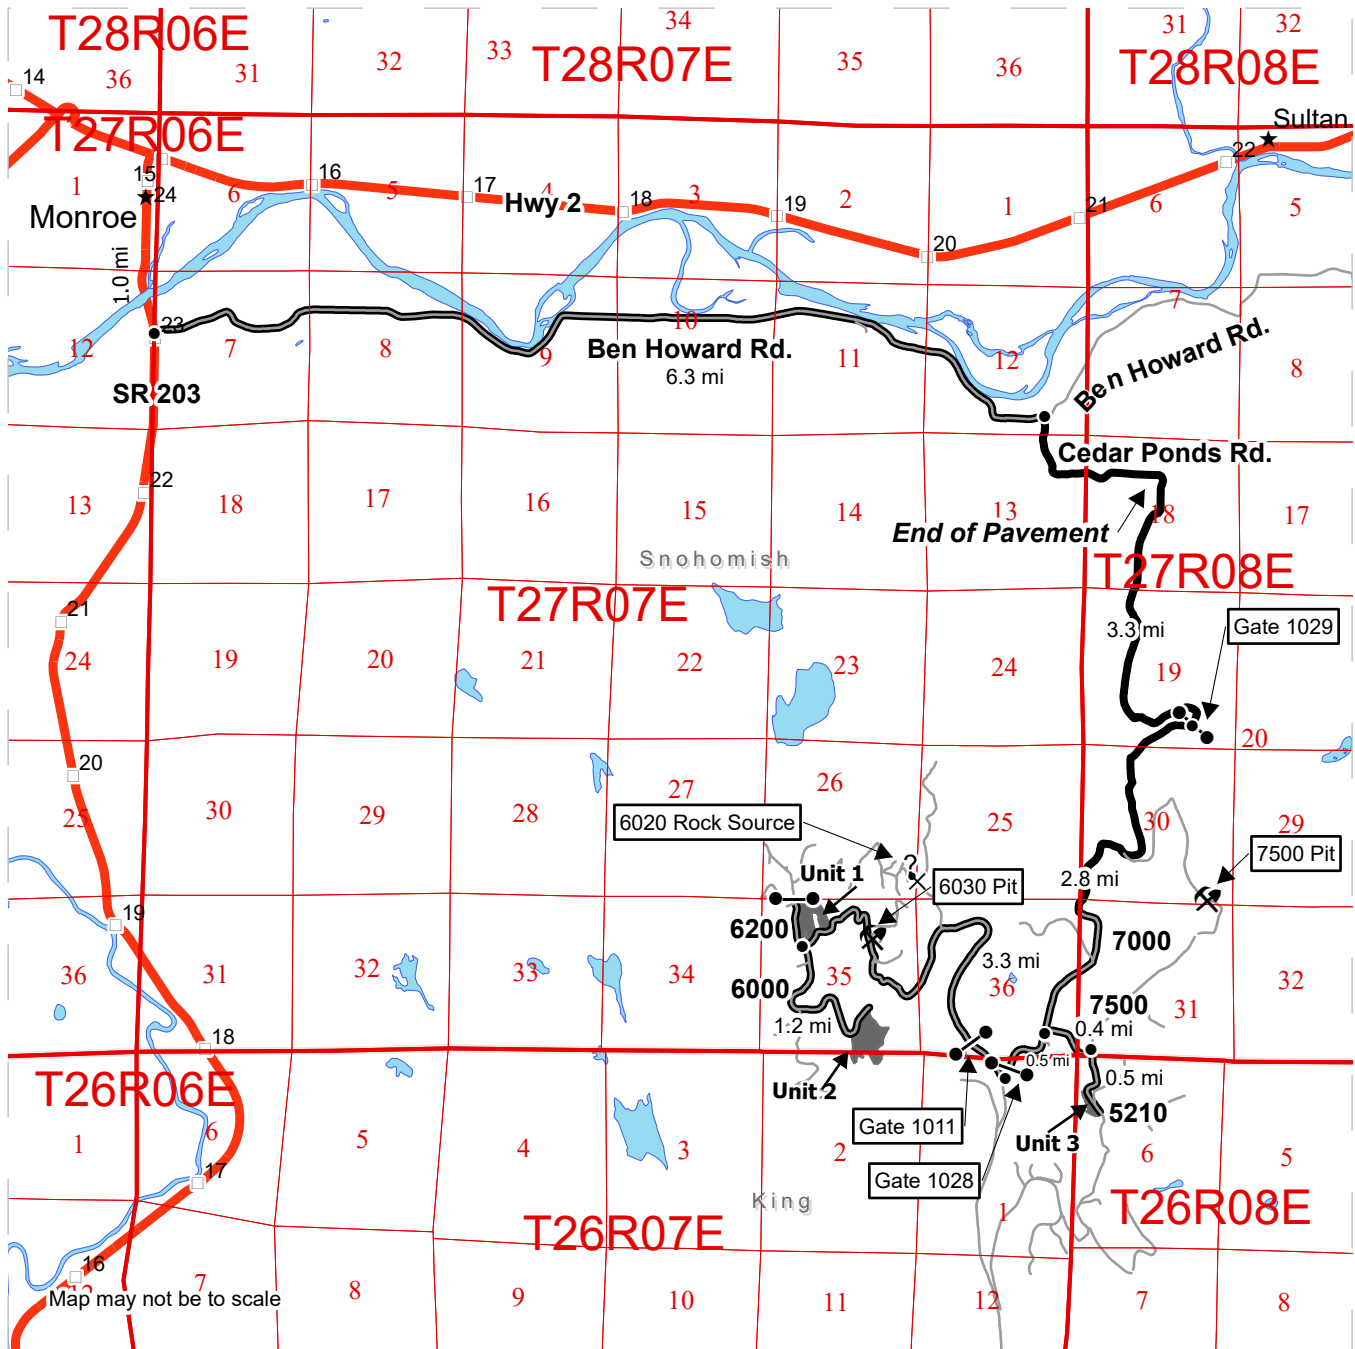 34
31
32
T28R06E
33
T28R07E
32
35
T28R08E
36
31
36
14
Sultan
T27R06E
22
15
24
1
6
16
5
17
4
Hwy 2
18
3
19
2
1
21
6
5
Monroe
20
1.0 mi
7
23
12
7
8
9
10
Ben Howard Rd.
6.3 mi
11
12
Ben Howard Rd.
8
SR 203
Cedar Ponds Rd.
22
13
18
17
16
15
14
13
18
17
End of Pavement
Snohomish
T27R08E
T27R07E
21
3.3 mi
Gate 1029
24
19
20
21
22
23
24
19
20
20
25
30
29
28
27
26
6020 Rock Source
25
30
29
7500 Pit
?
Unit 1
6030 Pit
2.8 mi
19
6200
7000
36
31
32
33
34
35
3.3 mi
36
32
6000
7500
31
1.2 mi
0.4 mi
18
0.5 mi
0.5 mi
T26R06E
Unit 2
5210
Gate 1011
Unit 3
1
6
5
4
3
2
6
5
17
Gate 1028
King
1
T26R08E
T26R07E
16
12
7
Map may not be to scale
8
9
10
11
12
7
8